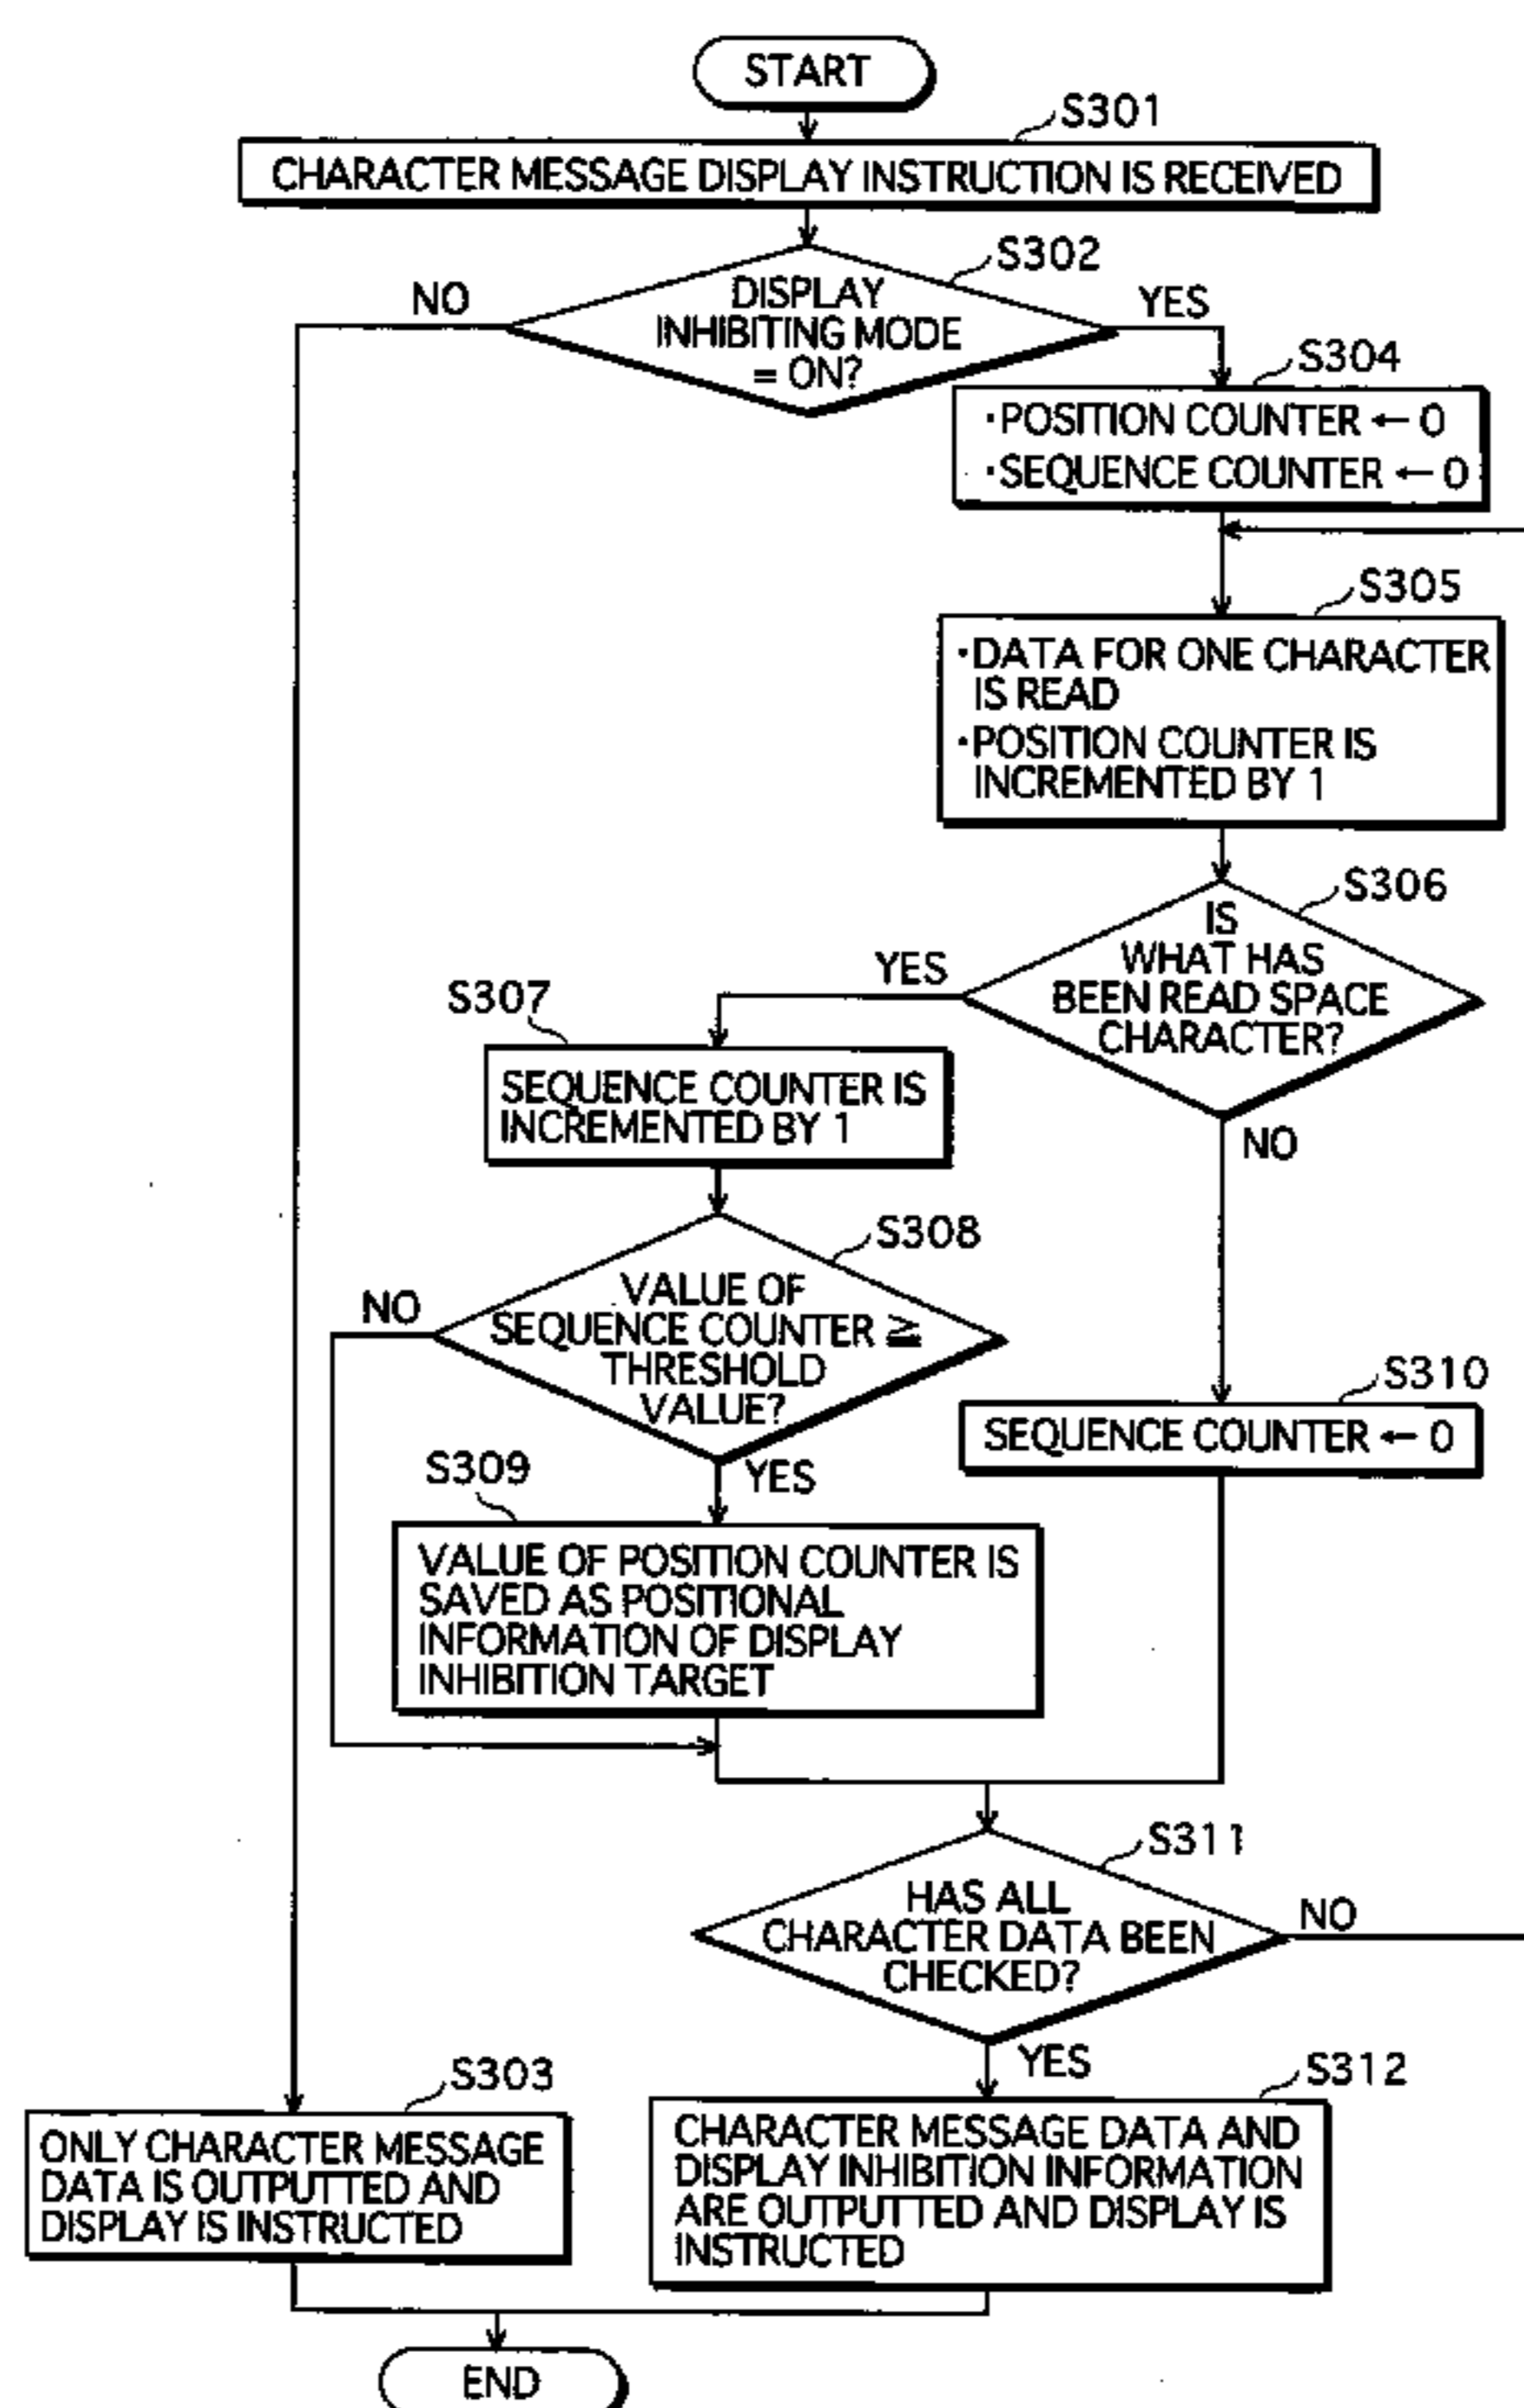 START
S301
CHARACTER MESSAGE DISPLAY INSTRUCTION IS RECEIVED
S302
NO
DISPLAY
INHIBITING MODE
= ON?
YES
S304
・POSITION COUNTER ← 0
・SEQUENCE COUNTER ← 0
S305
・DATA FOR ONE CHARACTER
IS READ
・POSITION COUNTER IS
INCREMENTED BY 1
S306
IS
WHAT HAS
BEEN READ SPACE
CHARACTER?
YES
NO
S307
SEQUENCE COUNTER IS
INCREMENTED BY 1
S308
VALUE OF
SEQUENCE COUNTER ≧
THRESHOLD
VALUE?
NO
YES
S310
SEQUENCE COUNTER ← 0
S309
VALUE OF POSITION COUNTER IS
SAVED AS POSITIONAL
INFORMATION OF DISPLAY
INHIBITION TARGET
S311
HAS ALL
CHARACTER DATA BEEN
CHECKED?
NO
YES
S303
ONLY CHARACTER MESSAGE
DATA IS OUTPUTTED AND
DISPLAY IS INSTRUCTED
S312
CHARACTER MESSAGE DATA AND
DISPLAY INHIBITION INFORMATION
ARE OUTPUTTED AND DISPLAY IS
INSTRUCTED
END